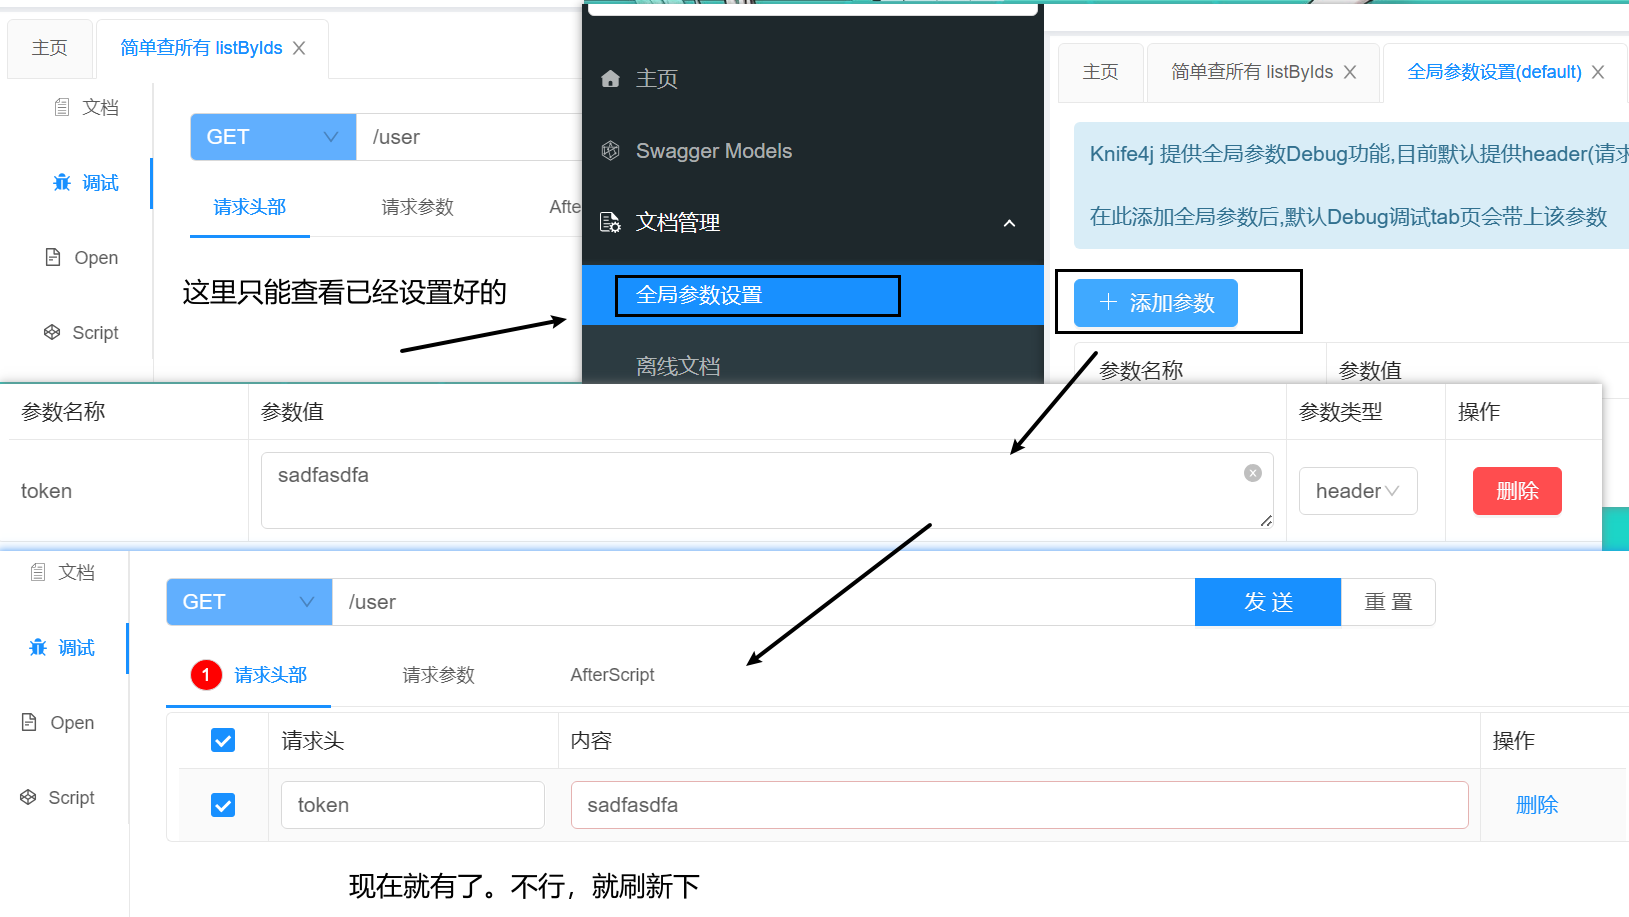 主页
简单查所有 listByIds
文档
调试
Open
Script
GET
/user
请求头部
请求参数
Afte
这里只能查看已经设置好的
主页
Swagger Models
文档管理
全局参数设置
离线文档
主页
简单查所有 listByIds
全局参数设置(default)
Knife4j 提供全局参数Debug功能,目前默认提供header(请求
在此添加全局参数后,默认Debug调试tab页会带上该参数
添加参数
参数名称
参数值
参数名称
参数值
参数类型
操作
token
sadfasdfa
header
删除
文档
调试
Open
Script
GET
/user
发 送
重 置
1
请求头部
请求参数
AfterScript
请求头
内容
操作
token
sadfasdfa
删除
现在就有了。不行，就刷新下